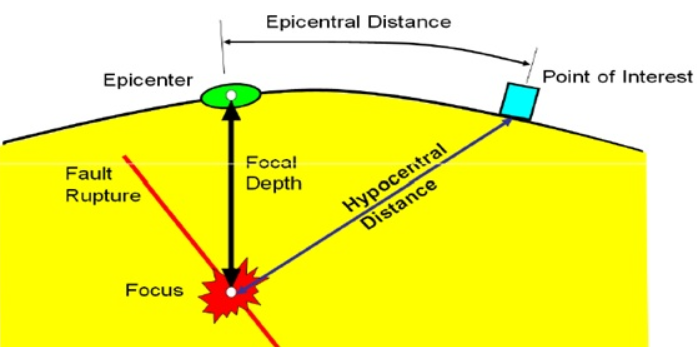 Epicentral Distance
Epicenter
Point of Interest
Fault
Rupture
Focal
Depth
Hypocentral
Distance
Focus